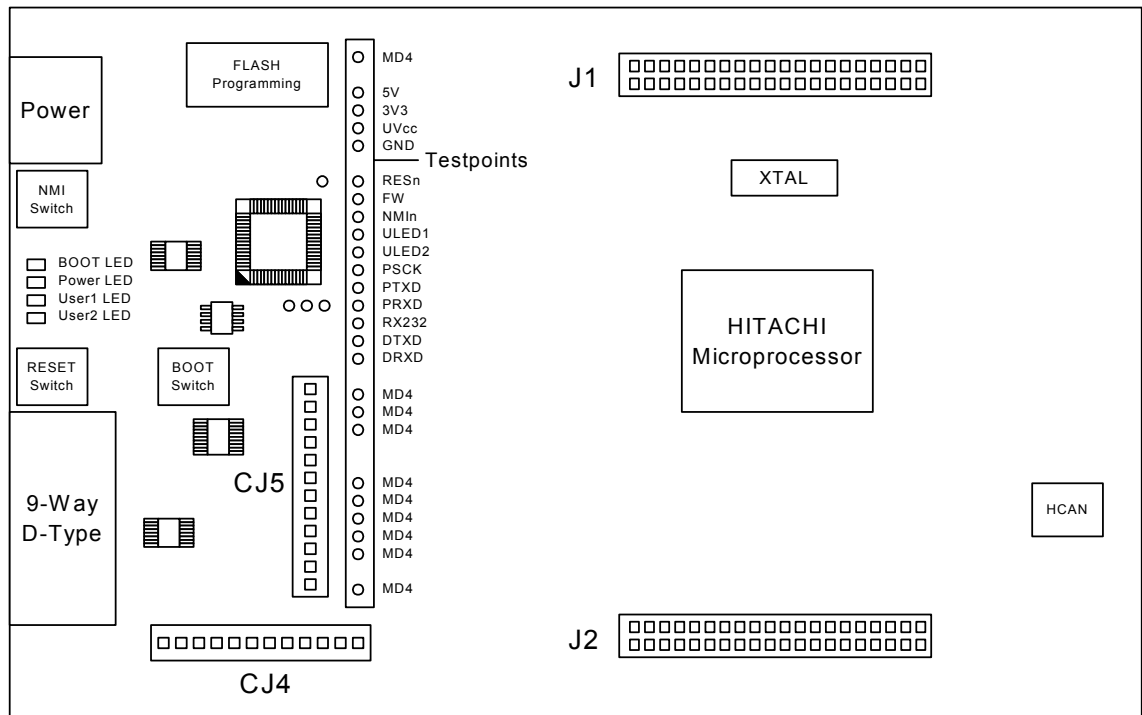 FLASH
Programming
Power
NMI
Switch
BOOT LED
Power LED
User1 LED
User2 LED
RESET
Switch
BOOT
Switch
9-Way
D-Type
CJ5
CJ4
MD4
5V
3V3
UVcc
GND
Testpoints
RESn
FW
NMIn
ULED1
ULED2
PSCK
PTXD
PRXD
RX232
DTXD
DRXD
MD4
MD4
MD4
MD4
MD4
MD4
MD4
MD4
MD4
J1
XTAL
HITACHI
Microprocessor
HCAN
J2